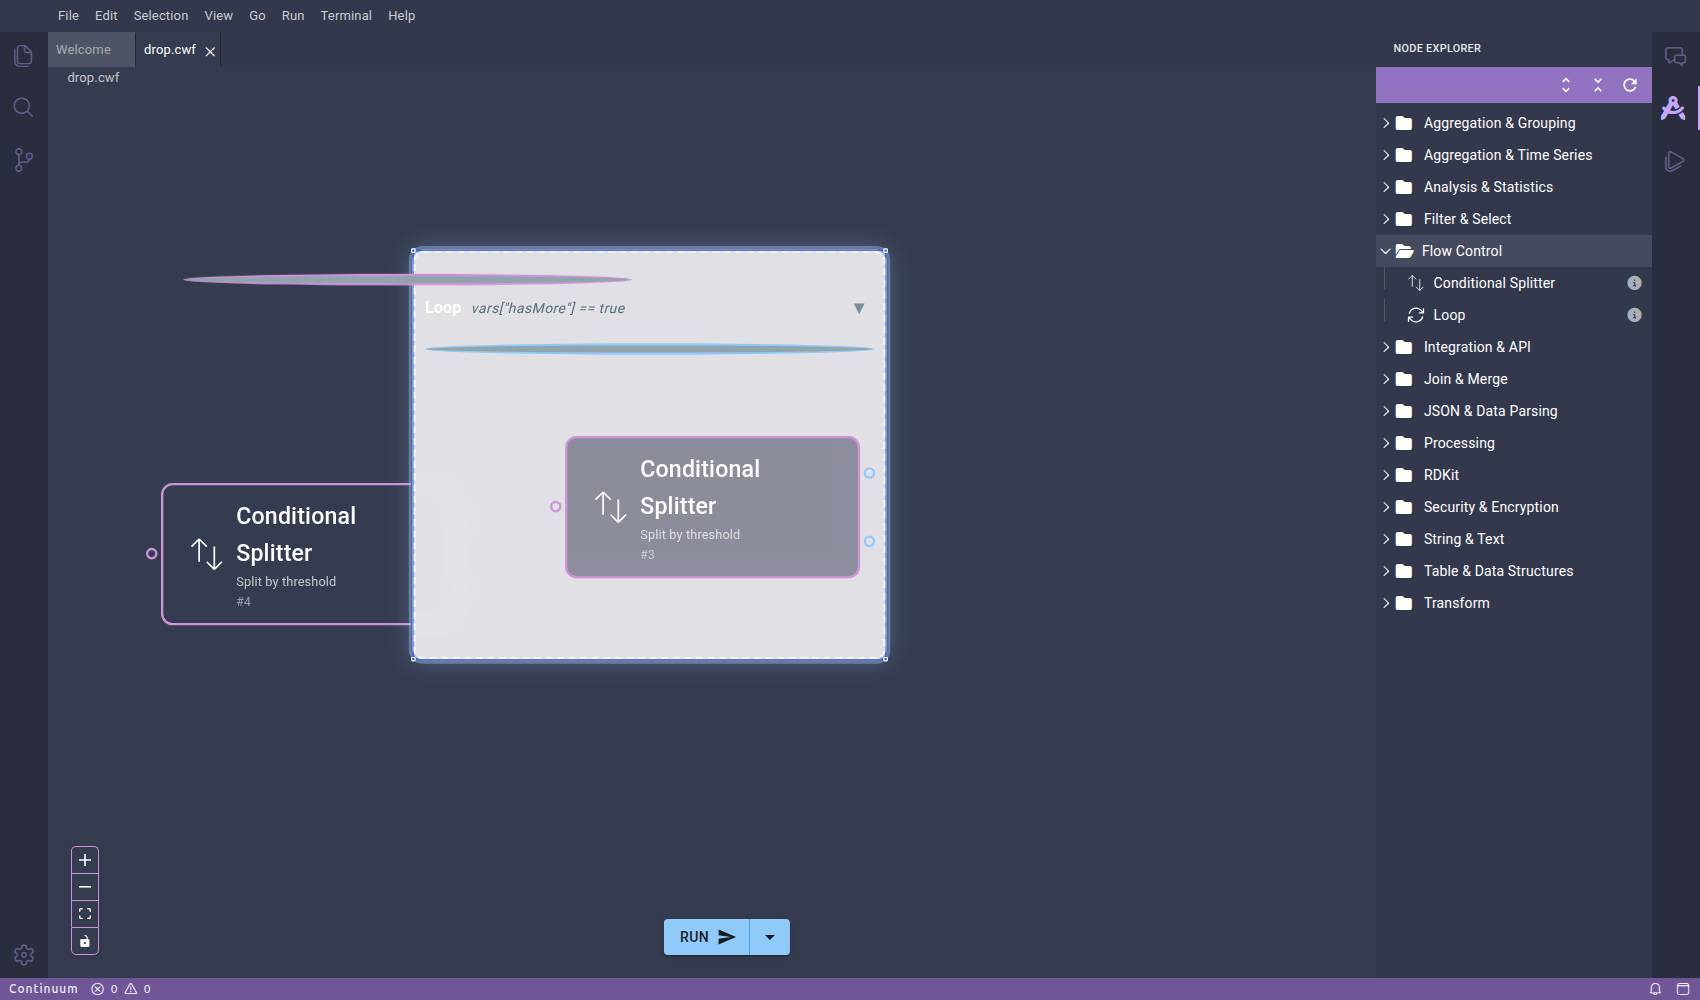 File Edit Selection View Go Run Terminal Help
Welcome drop.cwf
drop.cwf
Loop vars["hasMore"] == true
Conditional
Splitter
Split by threshold
#3
Conditional
Splitter
Split by threshold
#4
RUN
NODE EXPLORER
Aggregation & Grouping
Aggregation & Time Series
Analysis & Statistics
Filter & Select
Flow Control
Conditional Splitter
Loop
Integration & API
Join & Merge
JSON & Data Parsing
Processing
RDKit
Security & Encryption
String & Text
Table & Data Structures
Transform
Continuum 0 0